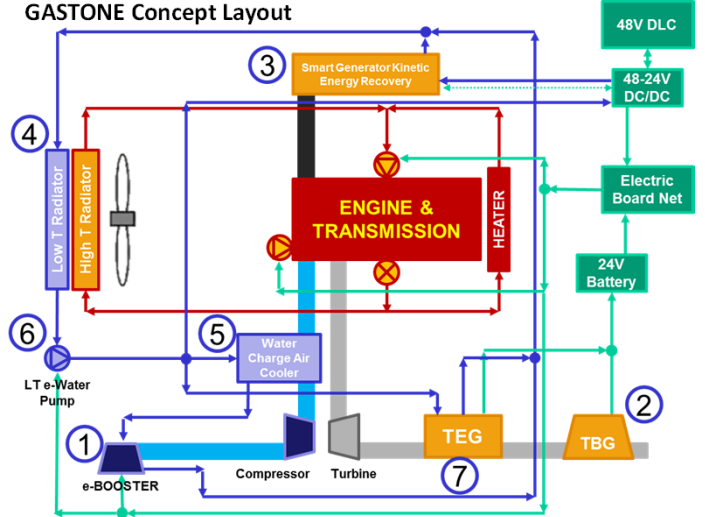 GASTONE Concept Layout
48V DLC
3
Smart Generator Kinetic
Energy Recovery
48-24V
DC/DC
4
Low T Radiator
High T Radiator
ENGINE &
TRANSMISSION
HEATER
Electric
Board Net
24V
Battery
6
5
Water
Charge Air
Cooler
LT e-Water
Pump
1
e-BOOSTER
Compressor
Turbine
TEG
7
2
TBG